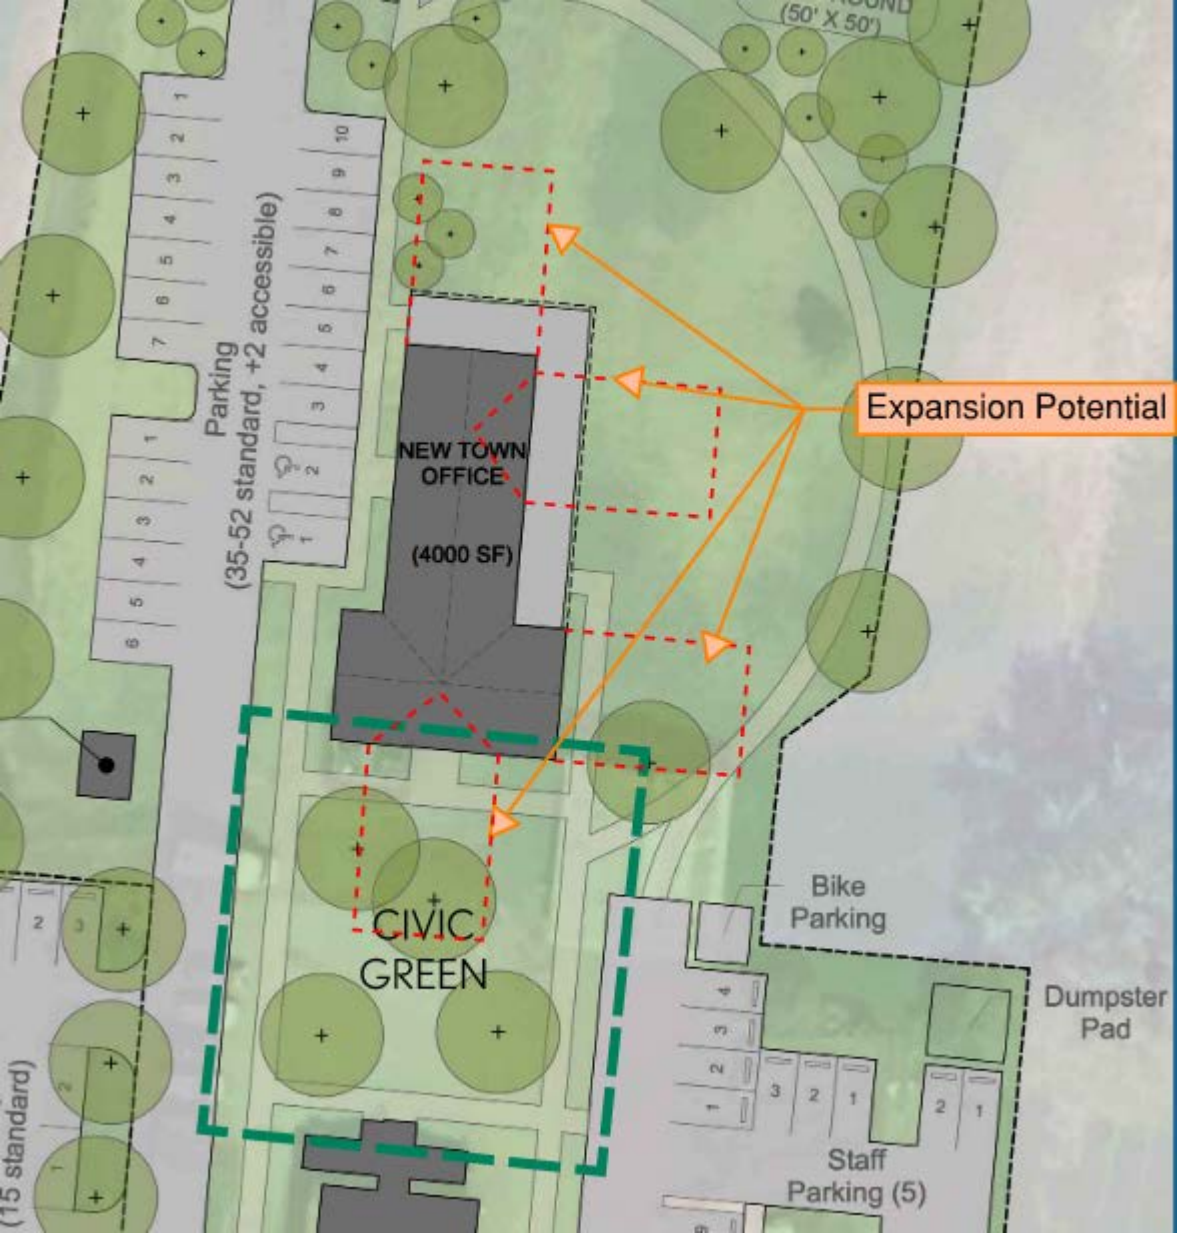 (50' X 50')
1
2
3
4
5
6
7
10
9
8
7
6
5
4
3
2
1
Parking
(35-52 standard, +2 accessible)
1
2
3
4
5
6
Expansion Potential
NEW TOWN
OFFICE
(4000 SF)
CIVIC
GREEN
Bike
Parking
Dumpster
Pad
4
3
2
1
3
2
1
2
1
Staff
Parking (5)
2
3
2
1
(15 standard)